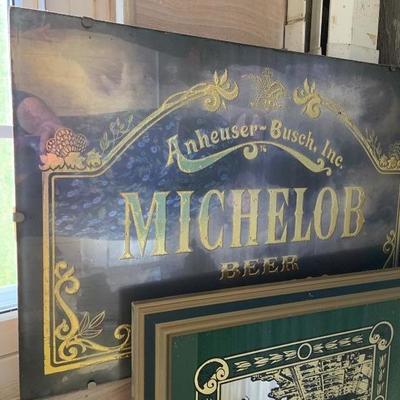 Anheuser-Busch, Inc.
MICHELOB
BEER